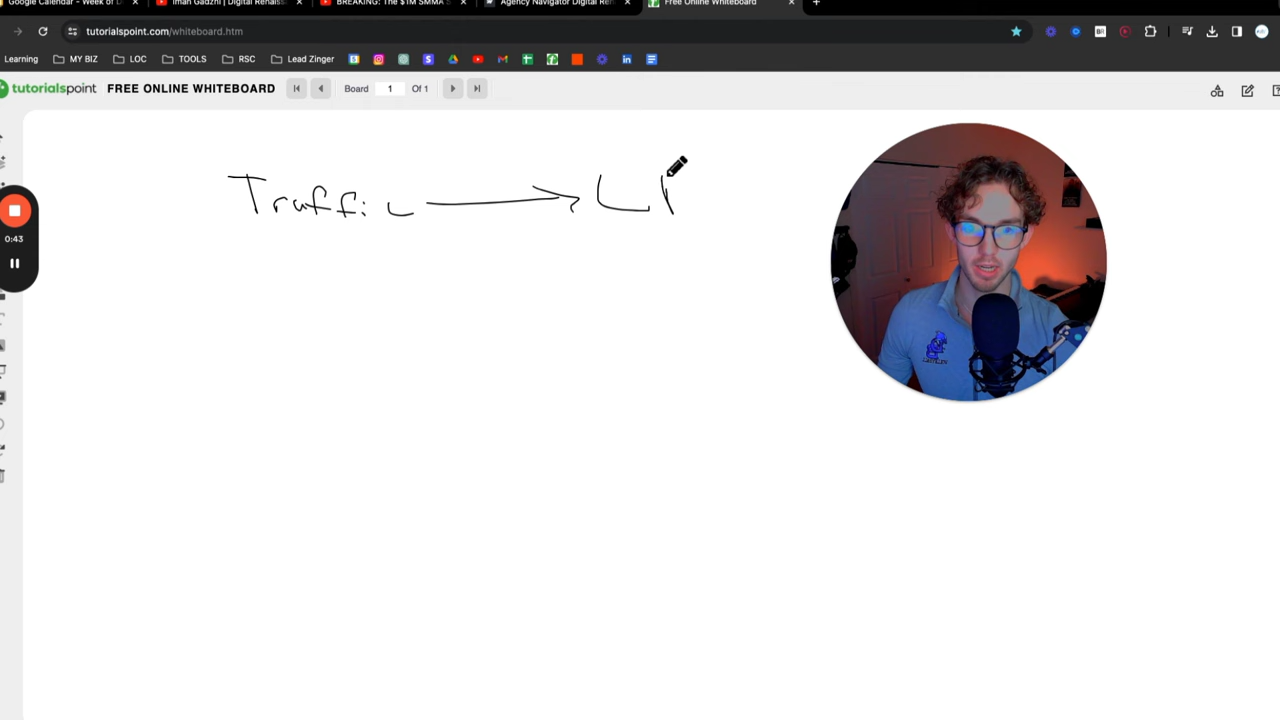 Google Calendar - Week of D
Iman Gadzhi | Digital Renaiss
BREAKING: The $1M SMMA S
Agency Navigator Digital Ren
Free Online Whiteboard
tutorialspoint.com/whiteboard.htm
Learning MY BIZ LOC TOOLS RSC Lead Zinger
tutorialspoint FREE ONLINE WHITEBOARD Board 1 Of 1
Traffic → L
0:43